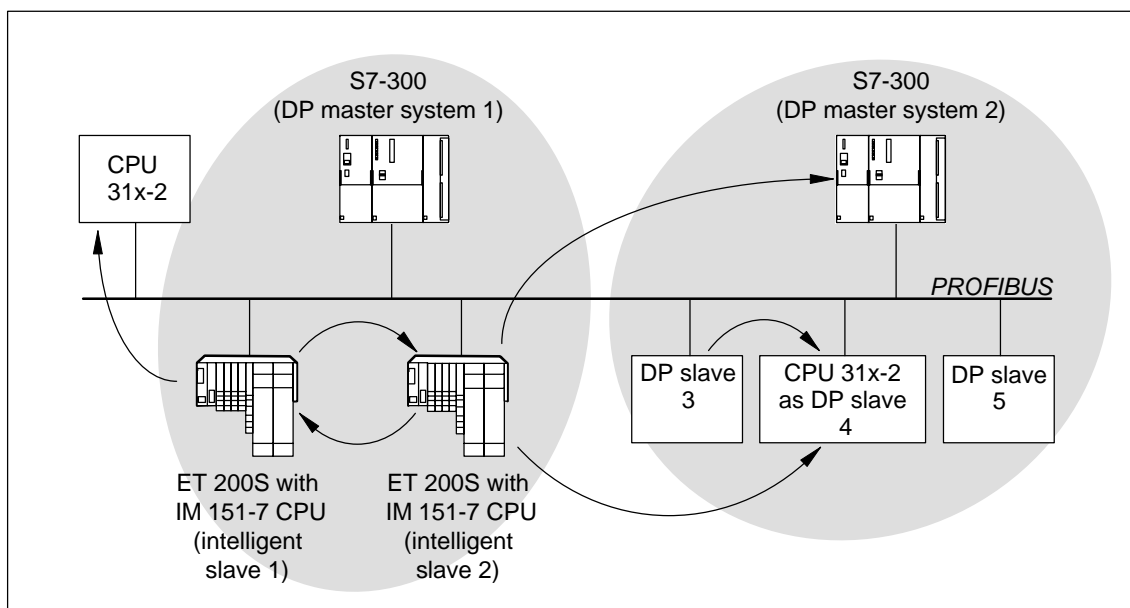 S7-300
(DP master system 1)
S7-300
(DP master system 2)
CPU
31x-2
PROFIBUS
DP slave
3
CPU 31x-2
as DP slave
4
DP slave
5
ET 200S with
IM 151-7 CPU
(intelligent
slave 1)
ET 200S with
IM 151-7 CPU
(intelligent
slave 2)